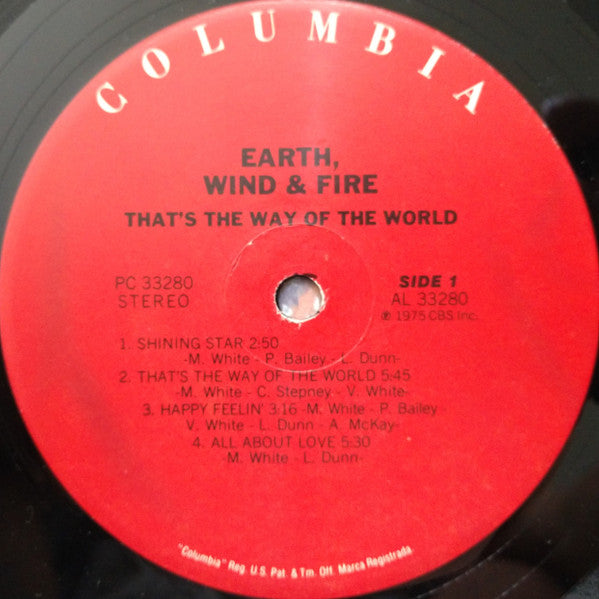 COLUMBIA
EARTH,
WIND & FIRE
THAT'S THE WAY OF THE WORLD
PC 33280
STEREO
SIDE 1
AL 33280
℗ 1975 CBS Inc.
1. SHINING STAR 2:50
-M. White - P. Bailey - L. Dunn-
2. THAT'S THE WAY OF THE WORLD 5:45
-M. White - C. Stepney - V. White-
3. HAPPY FEELIN' 3:16 -M. White - P. Bailey
V. White - L. Dunn - A. McKay-
4. ALL ABOUT LOVE 5:30
-M. White - L. Dunn-
"Columbia" Reg. U.S. Pat. & Tm. Off. Marca Registrada